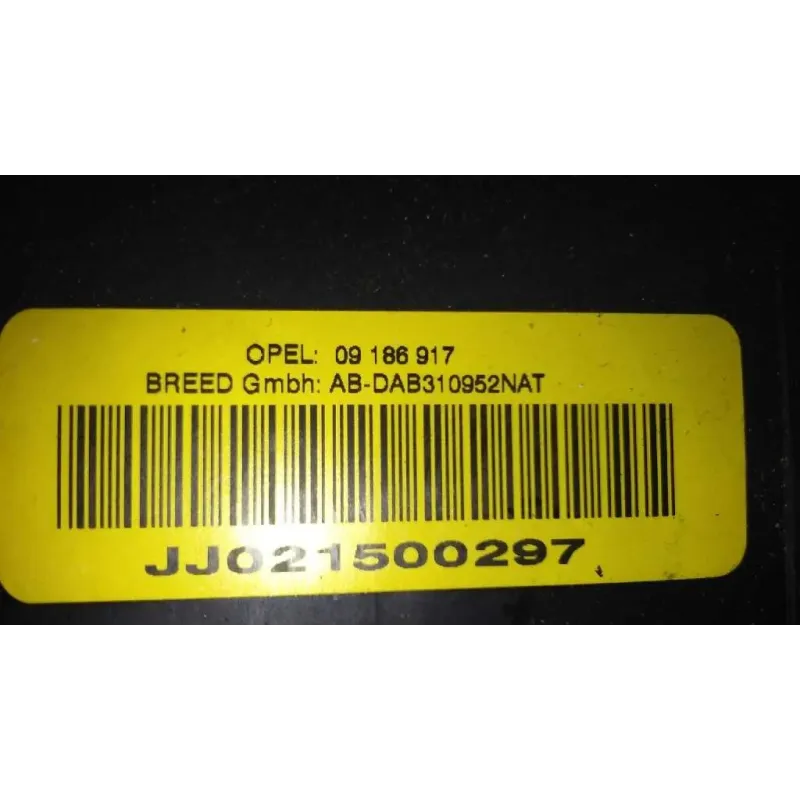 OPEL: 09 186 917
BREED Gmbh: AB-DAB310952NAT
JJ021500297